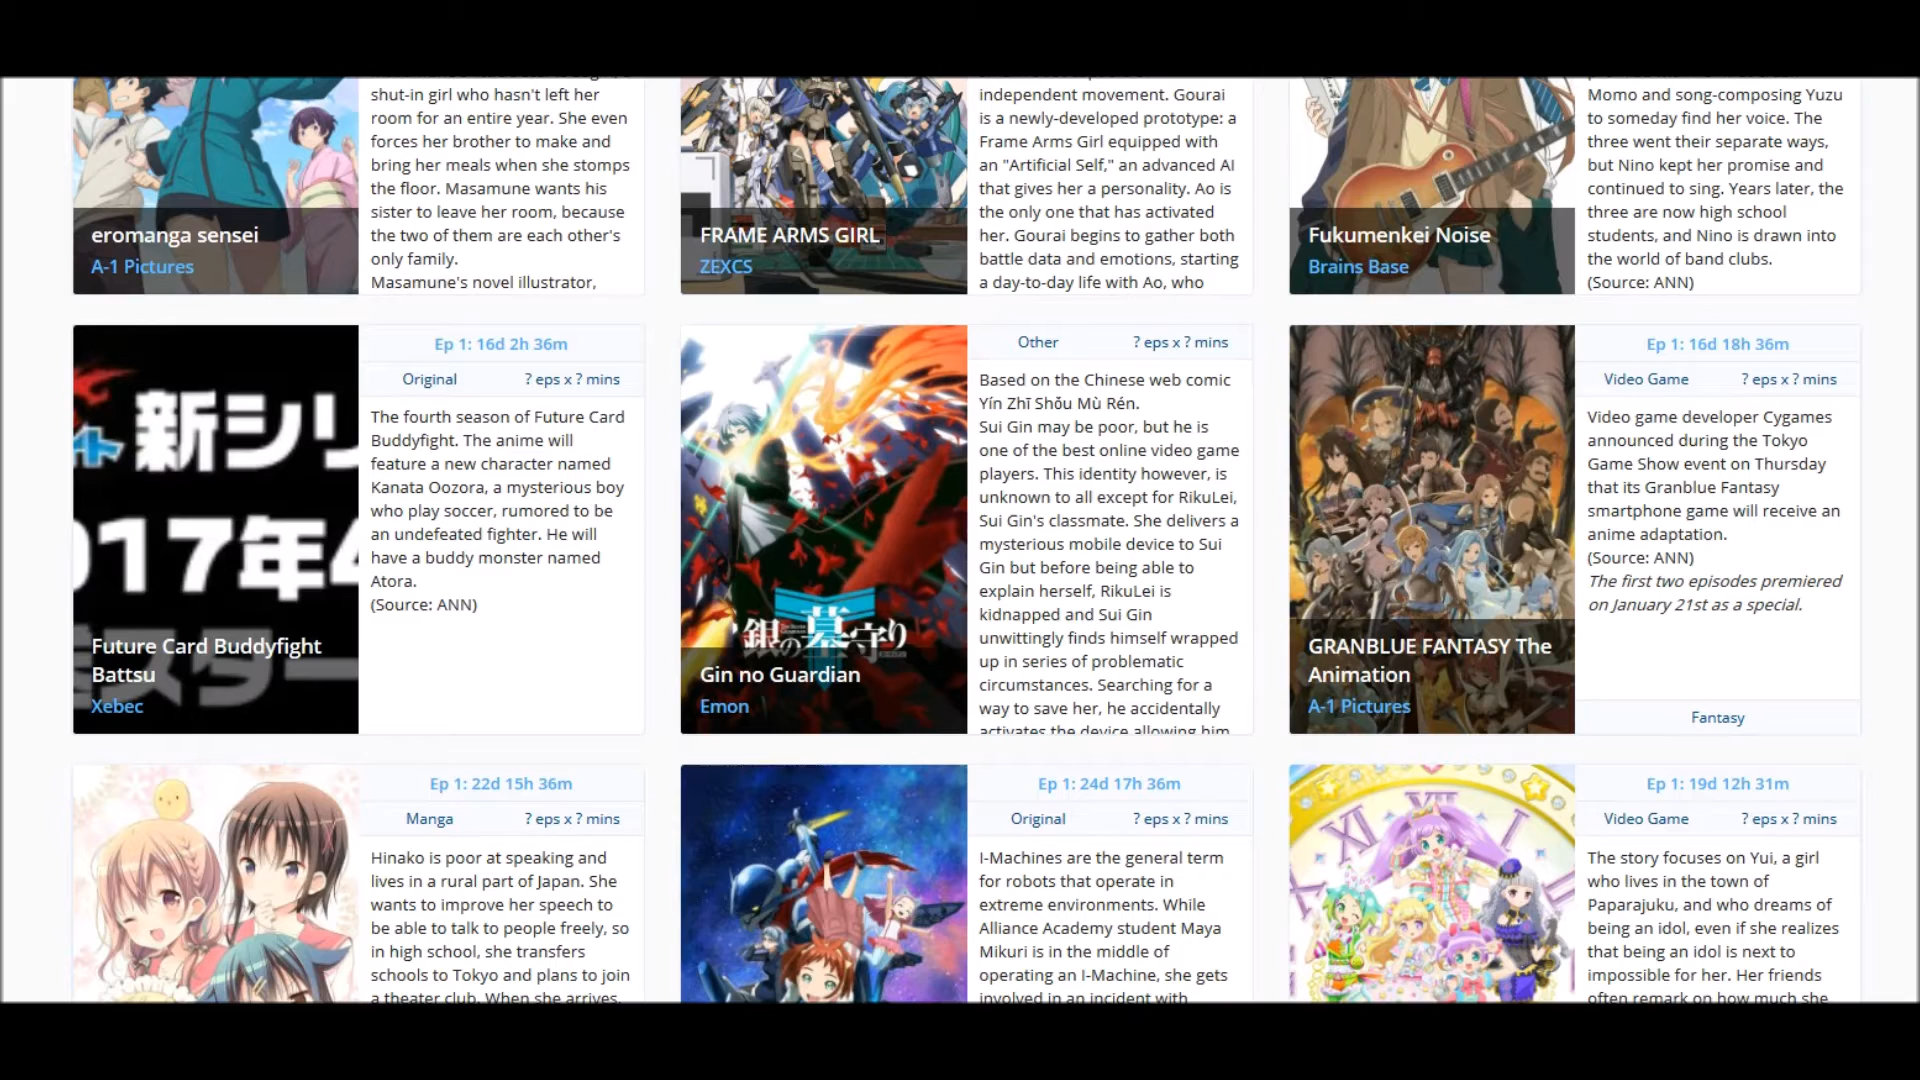 shut-in girl who hasn't left her
room for an entire year. She even
forces her brother to make and
bring her meals when she stomps
the floor. Masamune wants his
sister to leave her room, because
the two of them are each other's
only family.
Masamune's novel illustrator,
eromanga sensei
A-1 Pictures
independent movement. Gourai
is a newly-developed prototype: a
Frame Arms Girl equipped with
an "Artificial Self," an advanced AI
that gives her a personality. Ao is
the only one that has activated
her. Gourai begins to gather both
battle data and emotions, starting
a day-to-day life with Ao, who
FRAME ARMS GIRL
ZEXCS
Momo and song-composing Yuzu
to someday find her voice. The
three went their separate ways,
but Nino kept her promise and
continued to sing. Years later, the
three are now high school
students, and Nino is drawn into
the world of band clubs.
(Source: ANN)
Fukumenkei Noise
Brains Base
新シリ
017年4
Future Card Buddyfight
Battsu
Xebec
Ep 1: 16d 2h 36m
Original ? eps x ? mins
The fourth season of Future Card
Buddyfight. The anime will
feature a new character named
Kanata Oozora, a mysterious boy
who play soccer, rumored to be
an undefeated fighter. He will
have a buddy monster named
Atora.
(Source: ANN)
銀の墓守り
Gin no Guardian
Emon
Other ? eps x ? mins
Based on the Chinese web comic
Yín Zhī Shǒu Mù Rén.
Sui Gin may be poor, but he is
one of the best online video game
players. This identity however, is
unknown to all except for RikuLei,
Sui Gin's classmate. She delivers a
mysterious mobile device to Sui
Gin but before being able to
explain herself, RikuLei is
kidnapped and Sui Gin
unwittingly finds himself wrapped
up in series of problematic
circumstances. Searching for a
way to save her, he accidentally
activates the device allowing him
GRANBLUE FANTASY The
Animation
A-1 Pictures
Ep 1: 16d 18h 36m
Video Game ? eps x ? mins
Video game developer Cygames
announced during the Tokyo
Game Show event on Thursday
that its Granblue Fantasy
smartphone game will receive an
anime adaptation.
(Source: ANN)
The first two episodes premiered
on January 21st as a special.
Fantasy
Ep 1: 22d 15h 36m
Manga ? eps x ? mins
Hinako is poor at speaking and
lives in a rural part of Japan. She
wants to improve her speech to
be able to talk to people freely, so
in high school, she transfers
schools to Tokyo and plans to join
a theater club. When she arrives,
Ep 1: 24d 17h 36m
Original ? eps x ? mins
I-Machines are the general term
for robots that operate in
extreme environments. While
Alliance Academy student Maya
Mikuri is in the middle of
operating an I-Machine, she gets
involved in an incident with
Ep 1: 19d 12h 31m
Video Game ? eps x ? mins
The story focuses on Yui, a girl
who lives in the town of
Paparajuku, and who dreams of
being an idol, even if she realizes
that being an idol is next to
impossible for her. Her friends
often remark on how much she